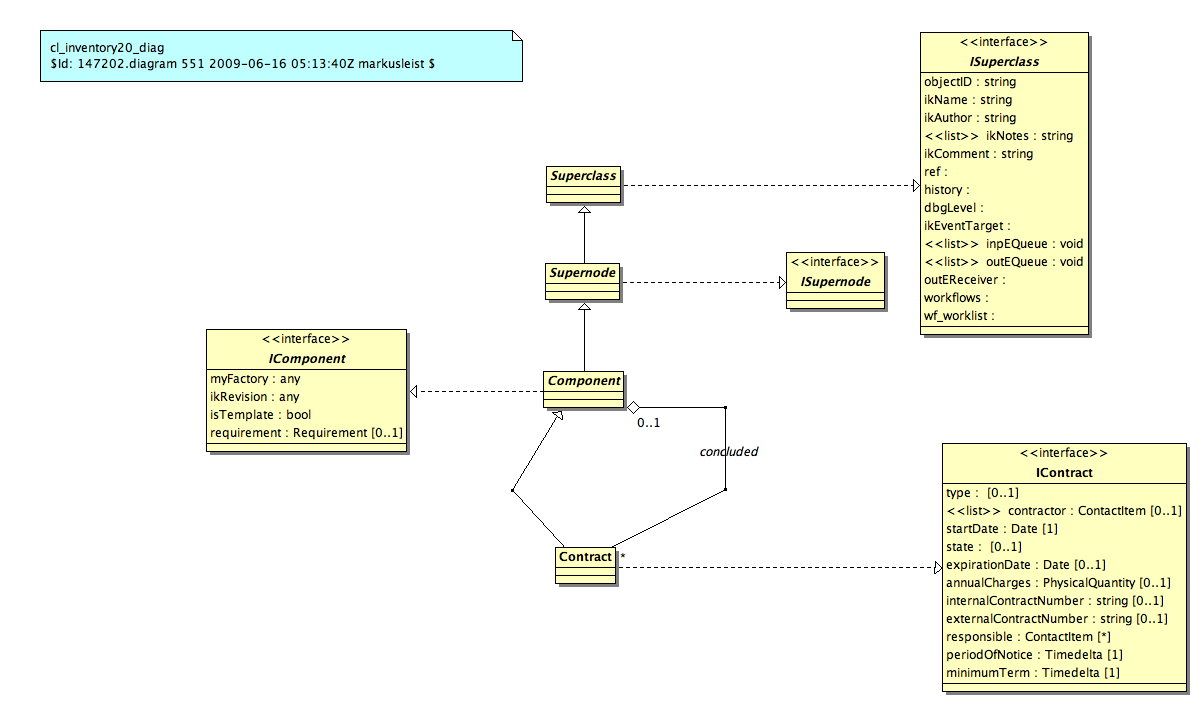 cl_inventory20_diag
$Id: 147202.diagram 551 2009-06-16 05:13:40Z markusleist $
<<interface>>
ISuperclass
objectID : string
ikName : string
ikAuthor : string
<<list>> ikNotes : string
ikComment : string
ref :
history :
dbgLevel :
ikEventTarget :
<<list>> inpEQueue : void
<<list>> outEQueue : void
outEReceiver :
workflows :
wf_worklist :
Superclass
Supernode
<<interface>>
ISupernode
<<interface>>
IComponent
myFactory : any
ikRevision : any
isTemplate : bool
requirement : Requirement [0..1]
Component
0..1
concluded
Contract
*
<<interface>>
IContract
type : [0..1]
<<list>> contractor : ContactItem [0..1]
startDate : Date [1]
state : [0..1]
expirationDate : Date [0..1]
annualCharges : PhysicalQuantity [0..1]
internalContractNumber : string [0..1]
externalContractNumber : string [0..1]
responsible : ContactItem [*]
periodOfNotice : Timedelta [1]
minimumTerm : Timedelta [1]